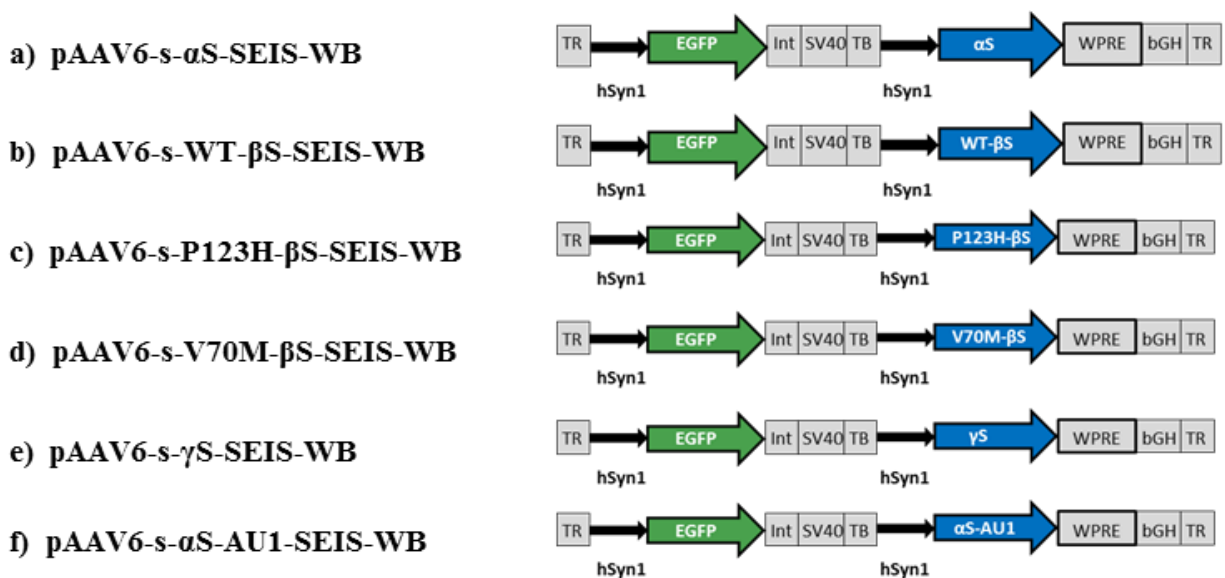 a) pAAV6-s-αS-SEIS-WB TR EGFP Int SV40 TB αS WPRE bGH TR
hSyn1 hSyn1
b) pAAV6-s-WT-βS-SEIS-WB TR EGFP Int SV40 TB WT-βS WPRE bGH TR
hSyn1 hSyn1
c) pAAV6-s-P123H-βS-SEIS-WB TR EGFP Int SV40 TB P123H-βS WPRE bGH TR
hSyn1 hSyn1
d) pAAV6-s-V70M-βS-SEIS-WB TR EGFP Int SV40 TB V70M-βS WPRE bGH TR
hSyn1 hSyn1
e) pAAV6-s-γS-SEIS-WB TR EGFP Int SV40 TB γS WPRE bGH TR
hSyn1 hSyn1
f) pAAV6-s-αS-AU1-SEIS-WB TR EGFP Int SV40 TB αS-AU1 WPRE bGH TR
hSyn1 hSyn1